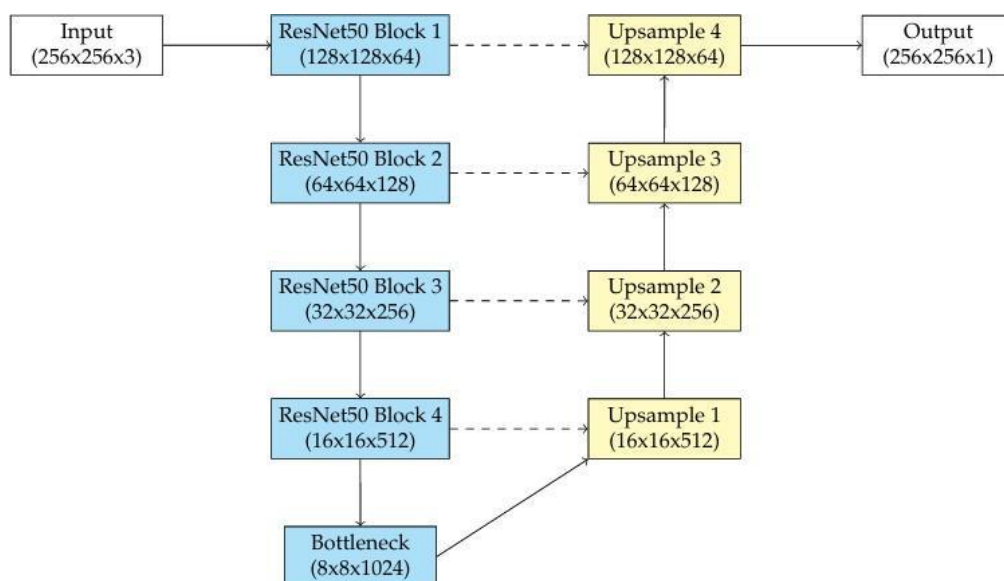 Input
(256x256x3)
ResNet50 Block 1
(128x128x64)
Upsample 4
(128x128x64)
Output
(256x256x1)
ResNet50 Block 2
(64x64x128)
Upsample 3
(64x64x128)
ResNet50 Block 3
(32x32x256)
Upsample 2
(32x32x256)
ResNet50 Block 4
(16x16x512)
Upsample 1
(16x16x512)
Bottleneck
(8x8x1024)